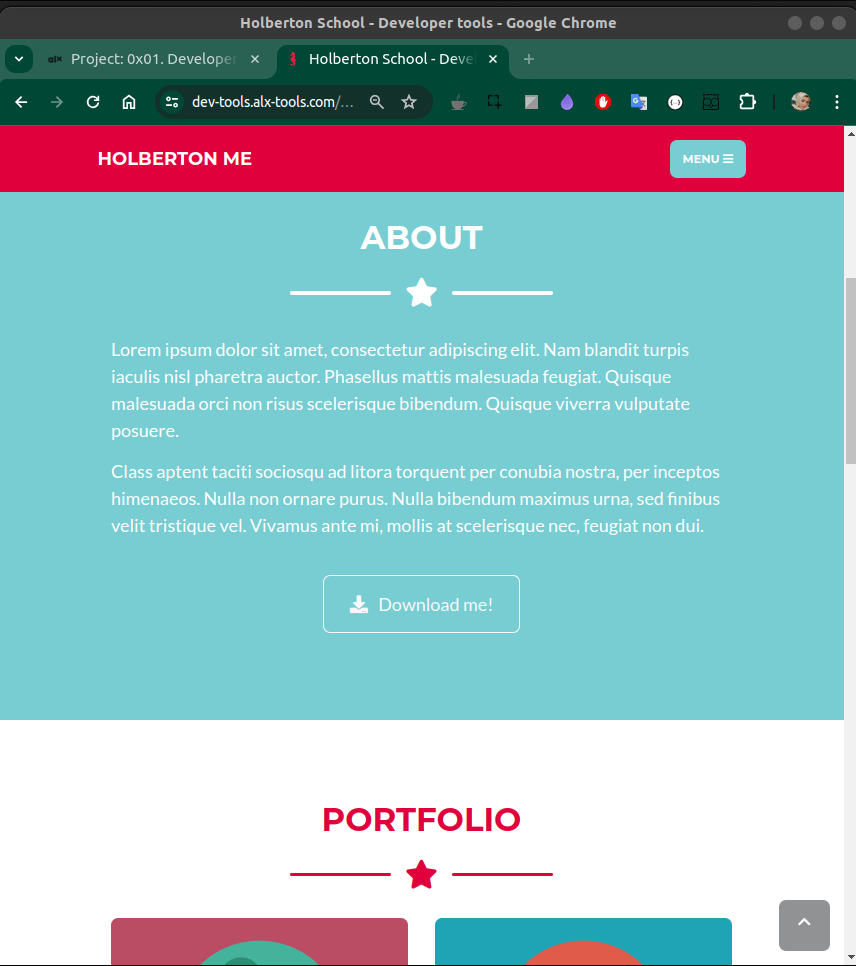 Holberton School - Developer tools - Google Chrome
alx Project: 0x01. Developer
Holberton School - Deve
dev-tools.alx-tools.com/...
HOLBERTON ME
MENU
ABOUT
Lorem ipsum dolor sit amet, consectetur adipiscing elit. Nam blandit turpis
iaculis nisl pharetra auctor. Phasellus mattis malesuada feugiat. Quisque
malesuada orci non risus scelerisque bibendum. Quisque viverra vulputate
posuere.
Class aptent taciti sociosqu ad litora torquent per conubia nostra, per inceptos
himenaeos. Nulla non ornare purus. Nulla bibendum maximus urna, sed finibus
velit tristique vel. Vivamus ante mi, mollis at scelerisque nec, feugiat non dui.
Download me!
PORTFOLIO